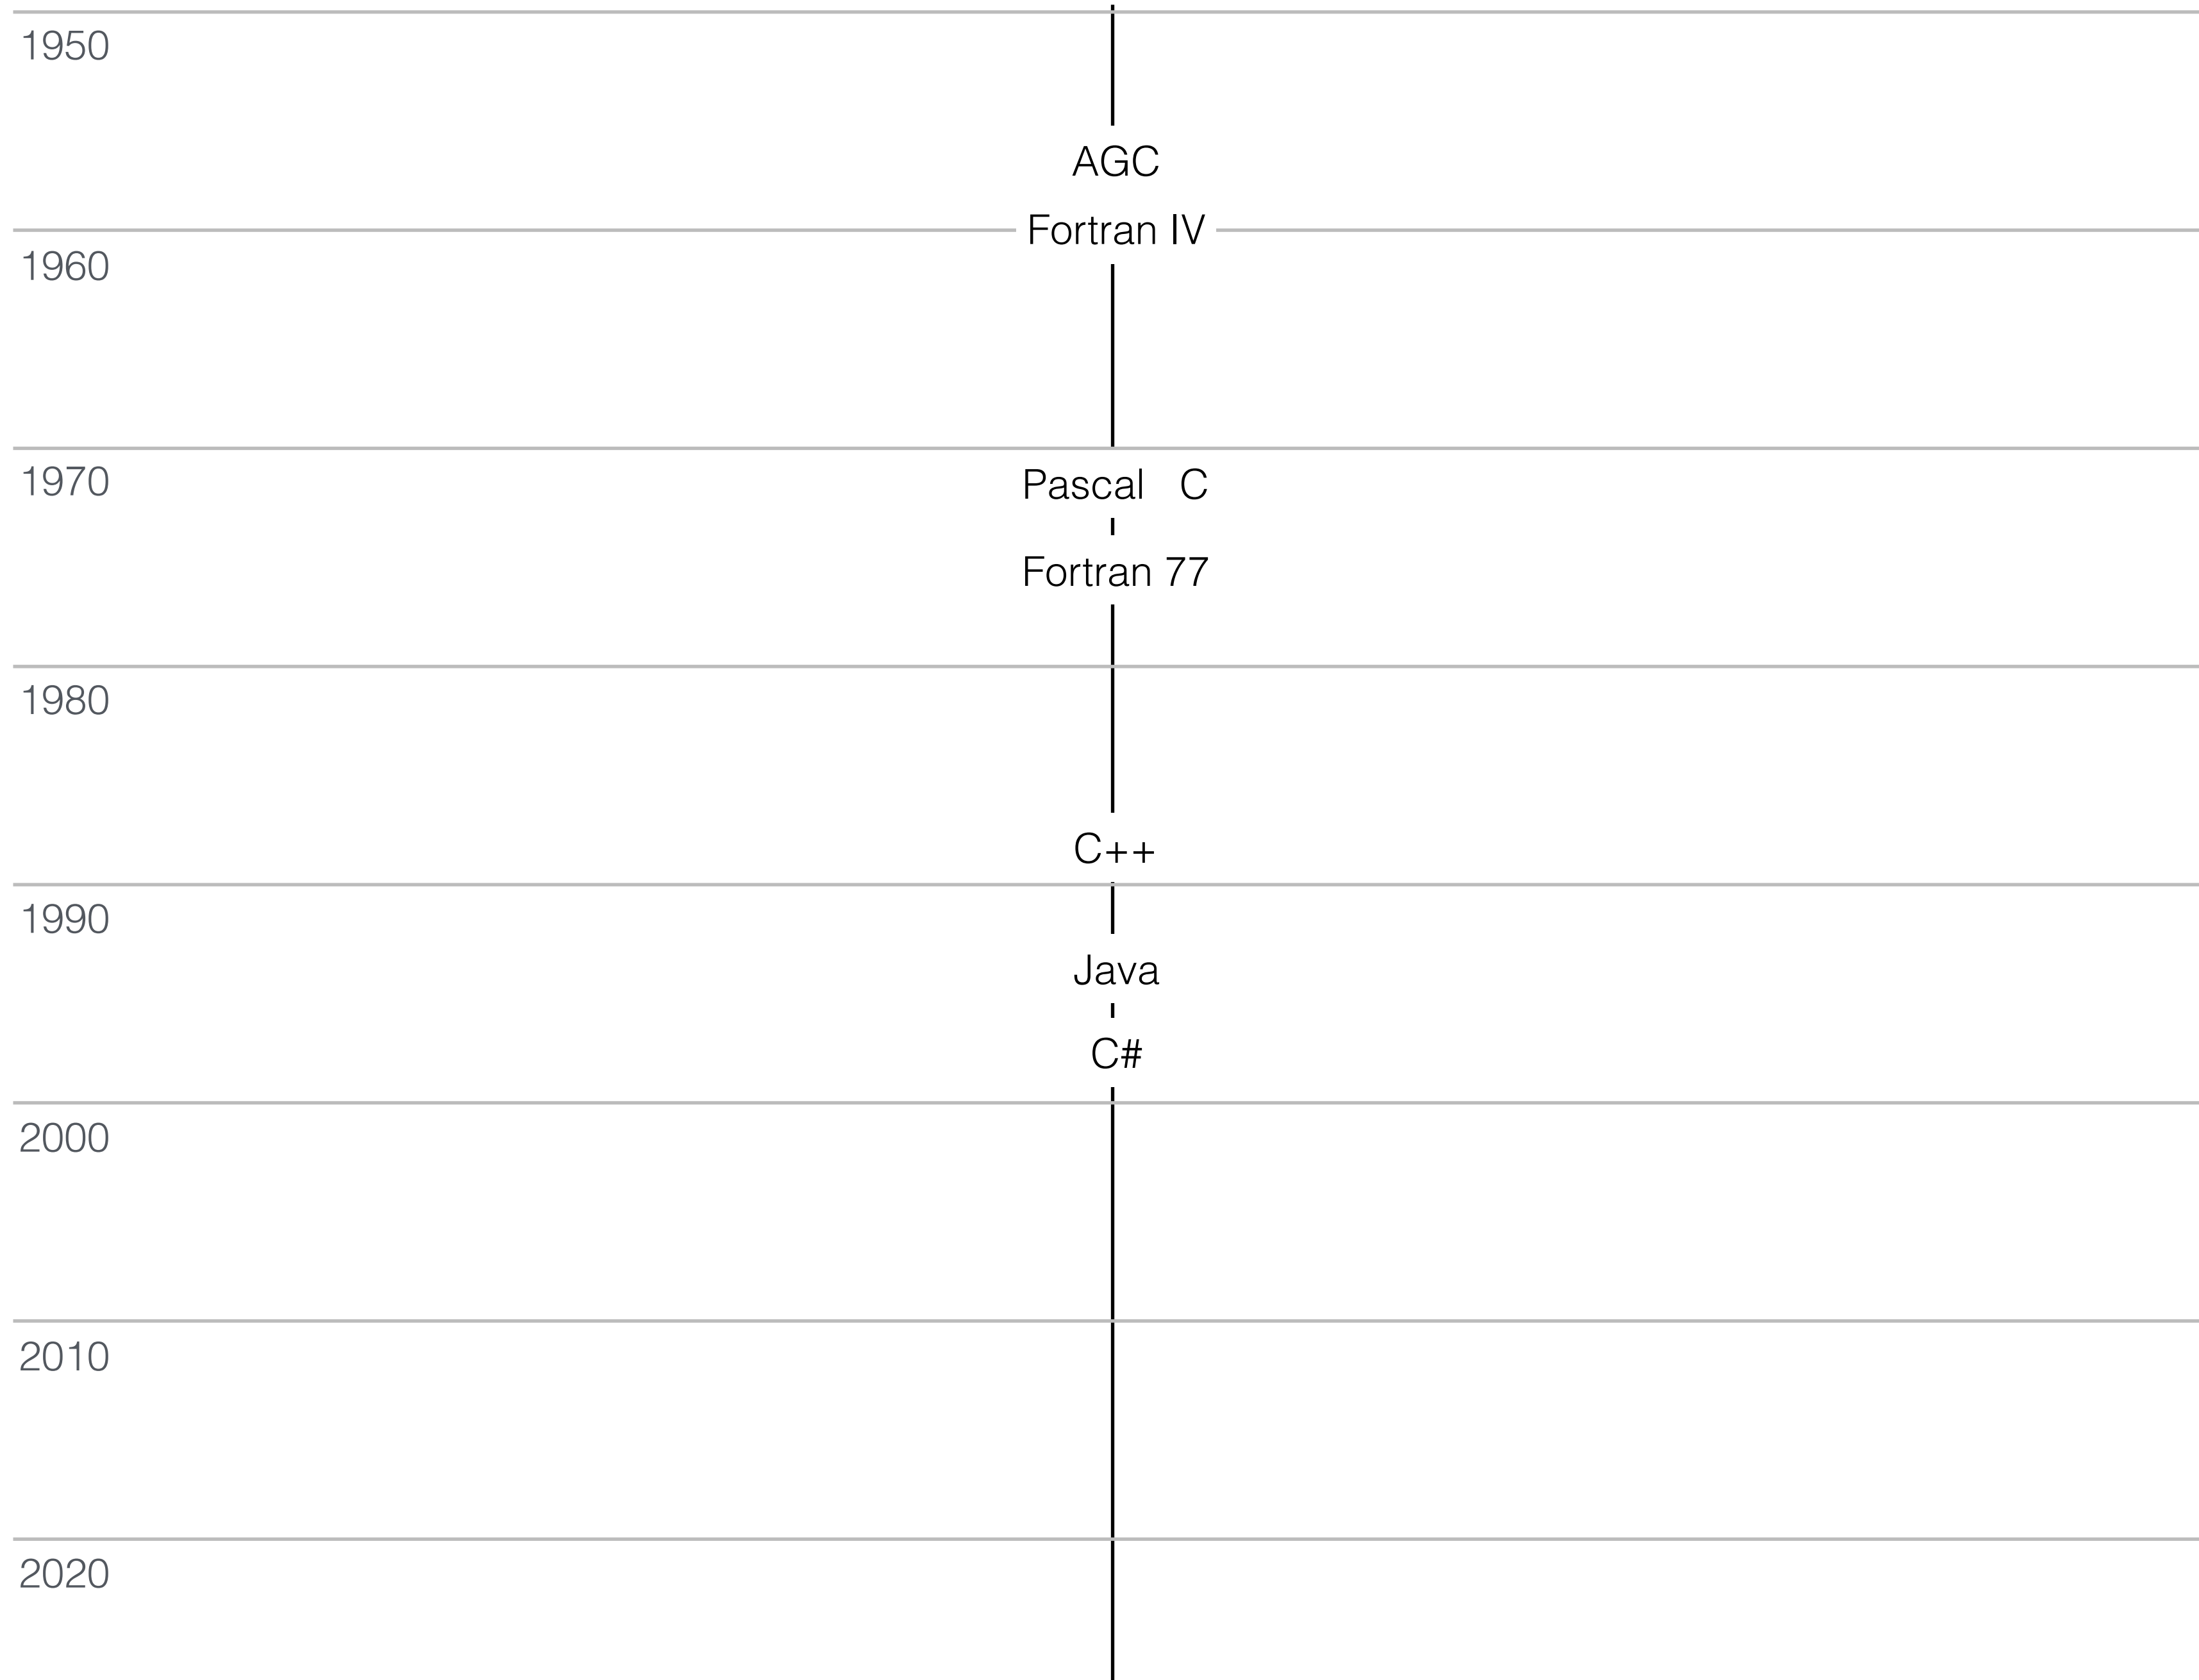 1950
AGC
Fortran IV
1960
1970
Pascal C
Fortran 77
1980
C++
1990
Java
C#
2000
2010
2020